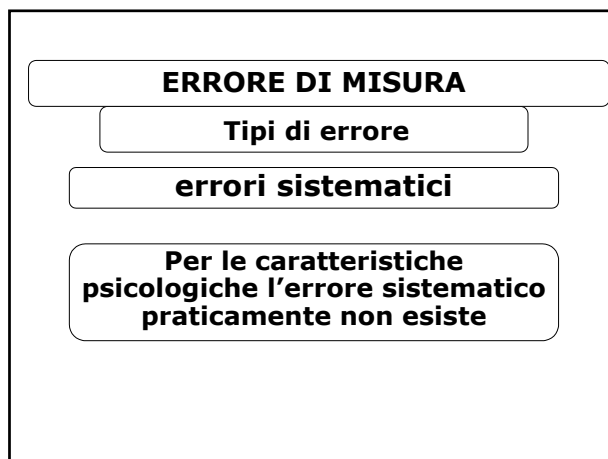 ERRORE DI MISURA
Tipi di errore
errori sistematici
Per le caratteristiche
psicologiche l’errore sistematico
praticamente non esiste